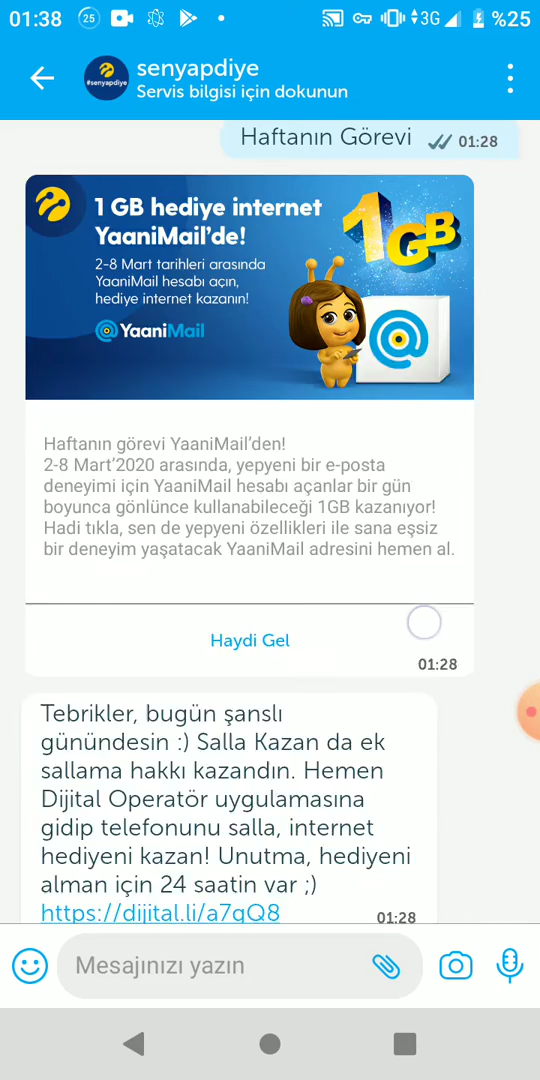 01:38
25
3G
%25
senyapdiye
Servis bilgisi için dokunun
#senyapdiye
Haftanın Görevi
01:28
1 GB hediye internet
YaaniMail'de!
2-8 Mart tarihleri arasında
YaaniMail hesabı açın,
hediye internet kazanın!
YaaniMail
1GB
Haftanın görevi YaaniMail'den!
2-8 Mart'2020 arasında, yepyeni bir e-posta
deneyimi için YaaniMail hesabı açanlar bir gün
boyunca gönlünce kullanabileceği 1GB kazanıyor!
Hadi tıkla, sen de yepyeni özellikleri ile sana eşsiz
bir deneyim yaşatacak YaaniMail adresini hemen al.
Haydi Gel
01:28
Tebrikler, bugün şanslı
günündesin :) Salla Kazan da ek
sallama hakkı kazandın. Hemen
Dijital Operatör uygulamasına
gidip telefonunu salla, internet
hediyeni kazan! Unutma, hediyeni
alman için 24 saatin var ;)
https://dijital.li/a7gQ8
01:28
Mesajınızı yazın